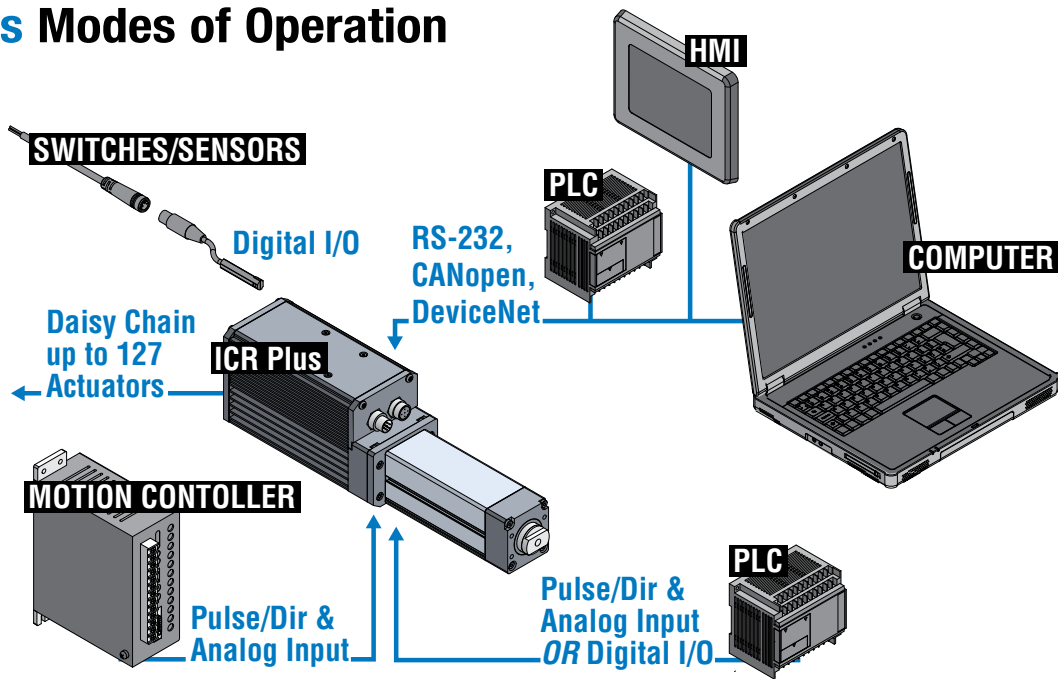 s Modes of Operation
HMI
SWITCHES/SENSORS
PLC
Digital I/O
RS-232,
CANopen,
DeviceNet
COMPUTER
Daisy Chain
up to 127
Actuators
ICR Plus
MOTION CONTOLLER
Pulse/Dir &
Analog Input
Pulse/Dir &
Analog Input
OR Digital I/O
PLC